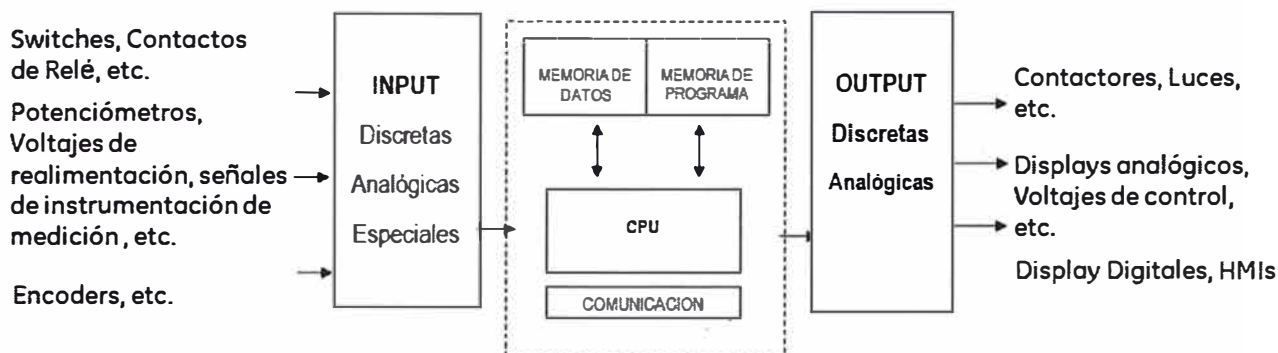 Switches, Contactos
de Relé, etc.
Potenciómetros,
Voltajes de
realimentación, señales
de instrumentación de
medición , etc.
Encoders, etc.
INPUT
Discretas
Analógicas
Especiales
MEMORIA DE
DATOS
MEMORIA DE
PROGRAMA
CPU
COMUNICACION
OUTPUT
Discretas
Analógicas
Contactores, Luces,
etc.
Displays analógicos,
Voltajes de control,
etc.
Display Digitales, HMIs